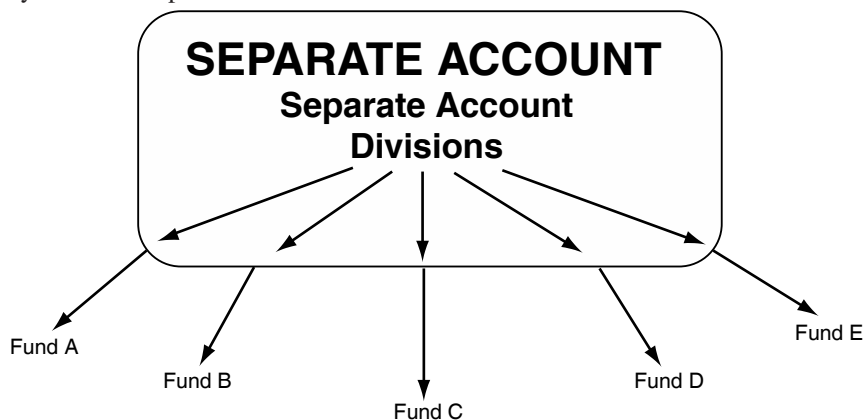 SEPARATE ACCOUNT
Separate Account
Divisions
Fund A
Fund B
Fund C
Fund D
Fund E